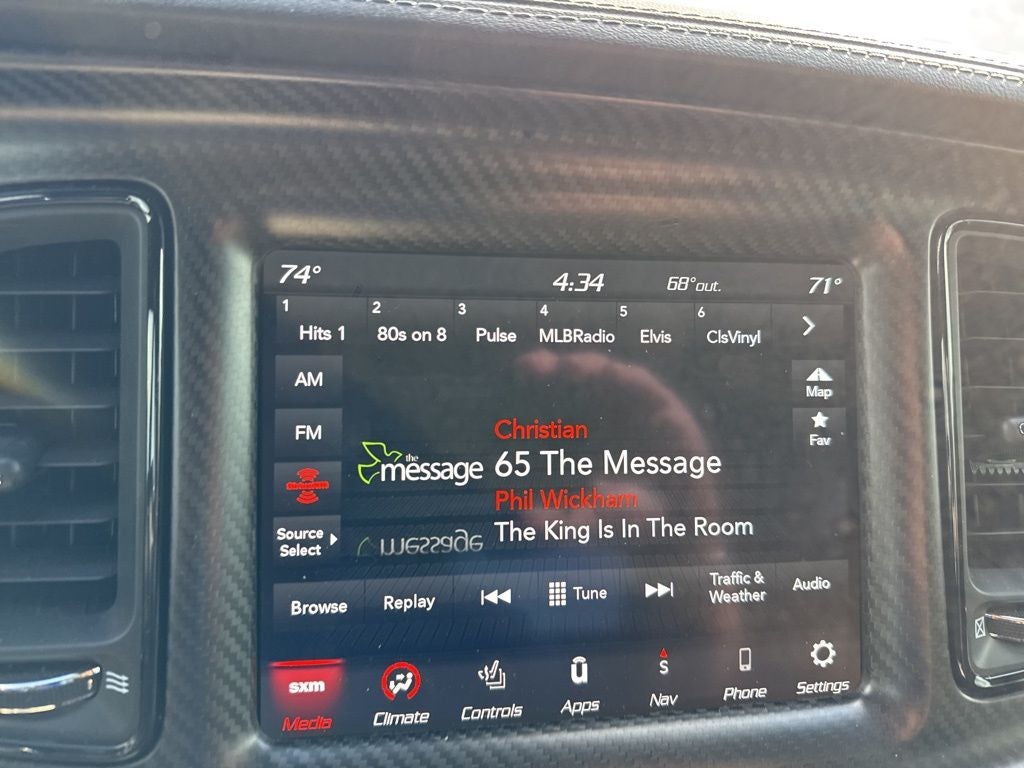 74° 4:34 68°out. 71°
1 2 3 4 5 6
Hits 1 80s on 8 Pulse MLBRadio Elvis ClsVinyl
AM
Map
FM
Fav
Christian
the
message
65 The Message
Phil Wickham
The King Is In The Room
Source
Select
message
Browse Replay Tune Traffic &
Weather Audio
sxm
S
Media Climate Controls Apps Nav Phone Settings